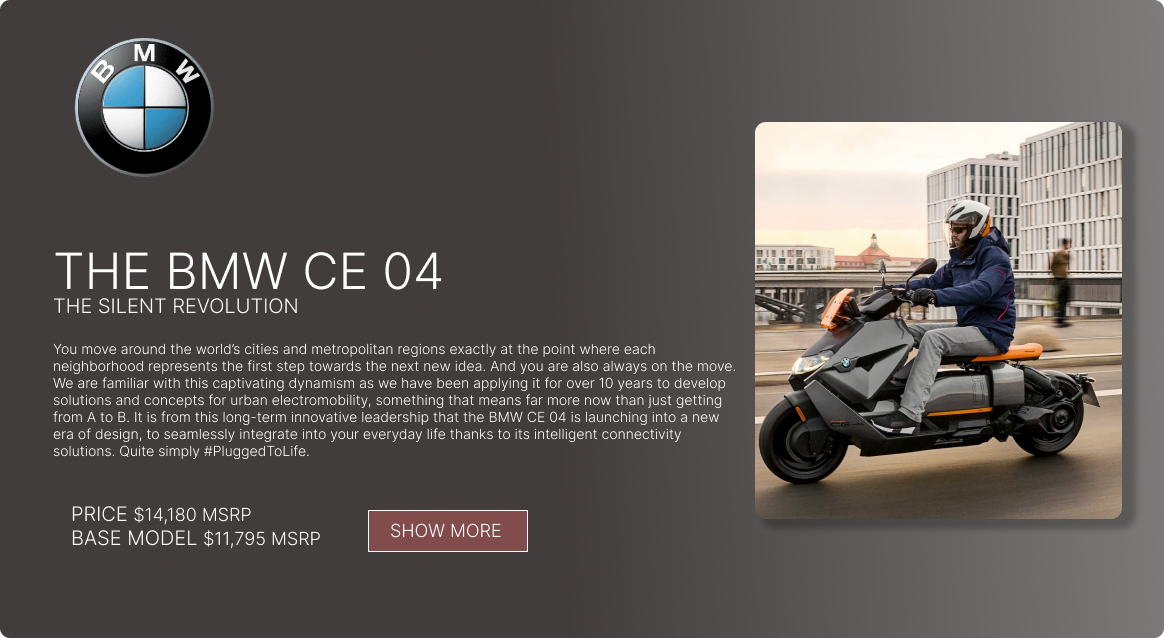 BMW
THE BMW CE 04
THE SILENT REVOLUTION
You move around the world’s cities and metropolitan regions exactly at the point where each
neighborhood represents the first step towards the next new idea. And you are also always on the move.
We are familiar with this captivating dynamism as we have been applying it for over 10 years to develop
solutions and concepts for urban electromobility, something that means far more now than just getting
from A to B. It is from this long-term innovative leadership that the BMW CE 04 is launching into a new
era of design, to seamlessly integrate into your everyday life thanks to its intelligent connectivity
solutions. Quite simply #PluggedToLife.
PRICE $14,180 MSRP
BASE MODEL $11,795 MSRP
SHOW MORE